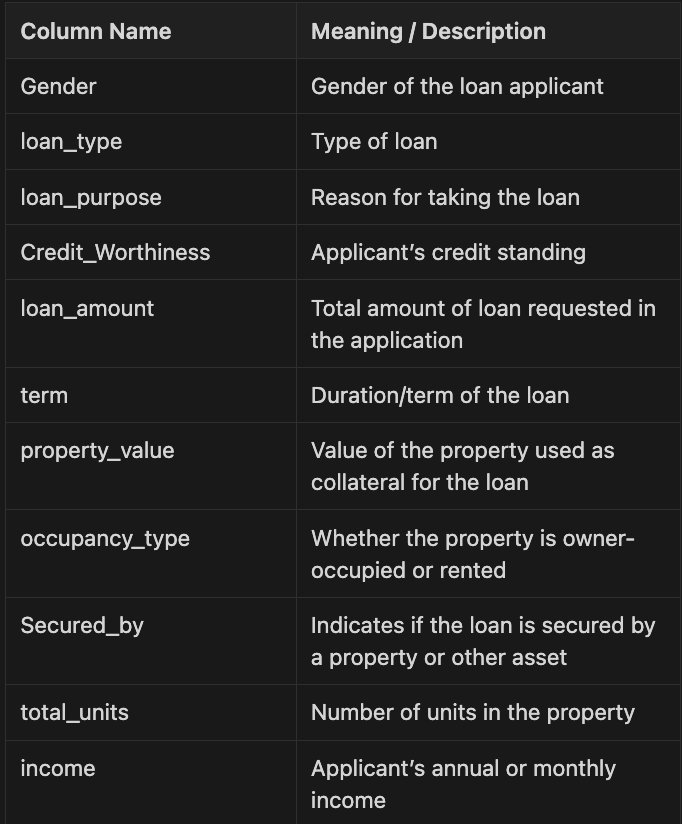 Column Name Meaning / Description
Gender Gender of the loan applicant
loan_type Type of loan
loan_purpose Reason for taking the loan
Credit_Worthiness Applicant’s credit standing
loan_amount Total amount of loan requested in
the application
term Duration/term of the loan
property_value Value of the property used as
collateral for the loan
occupancy_type Whether the property is owner-
occupied or rented
Secured_by Indicates if the loan is secured by
a property or other asset
total_units Number of units in the property
income Applicant’s annual or monthly
income